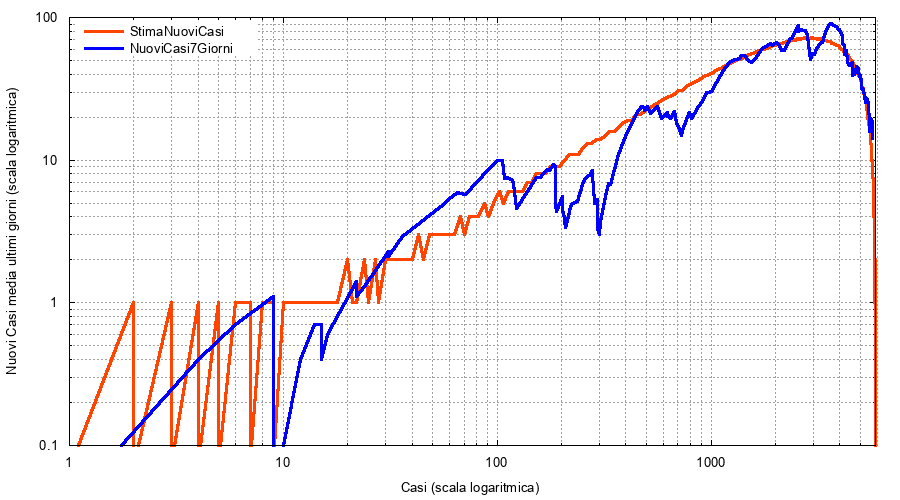 100
10
1
0.1
1
10
100
1000
Nuovi Casi media ultimi giorni (scala logaritmica)
Casi (scala logaritmica)
StimaNuoviCasi
NuoviCasi7Giorni